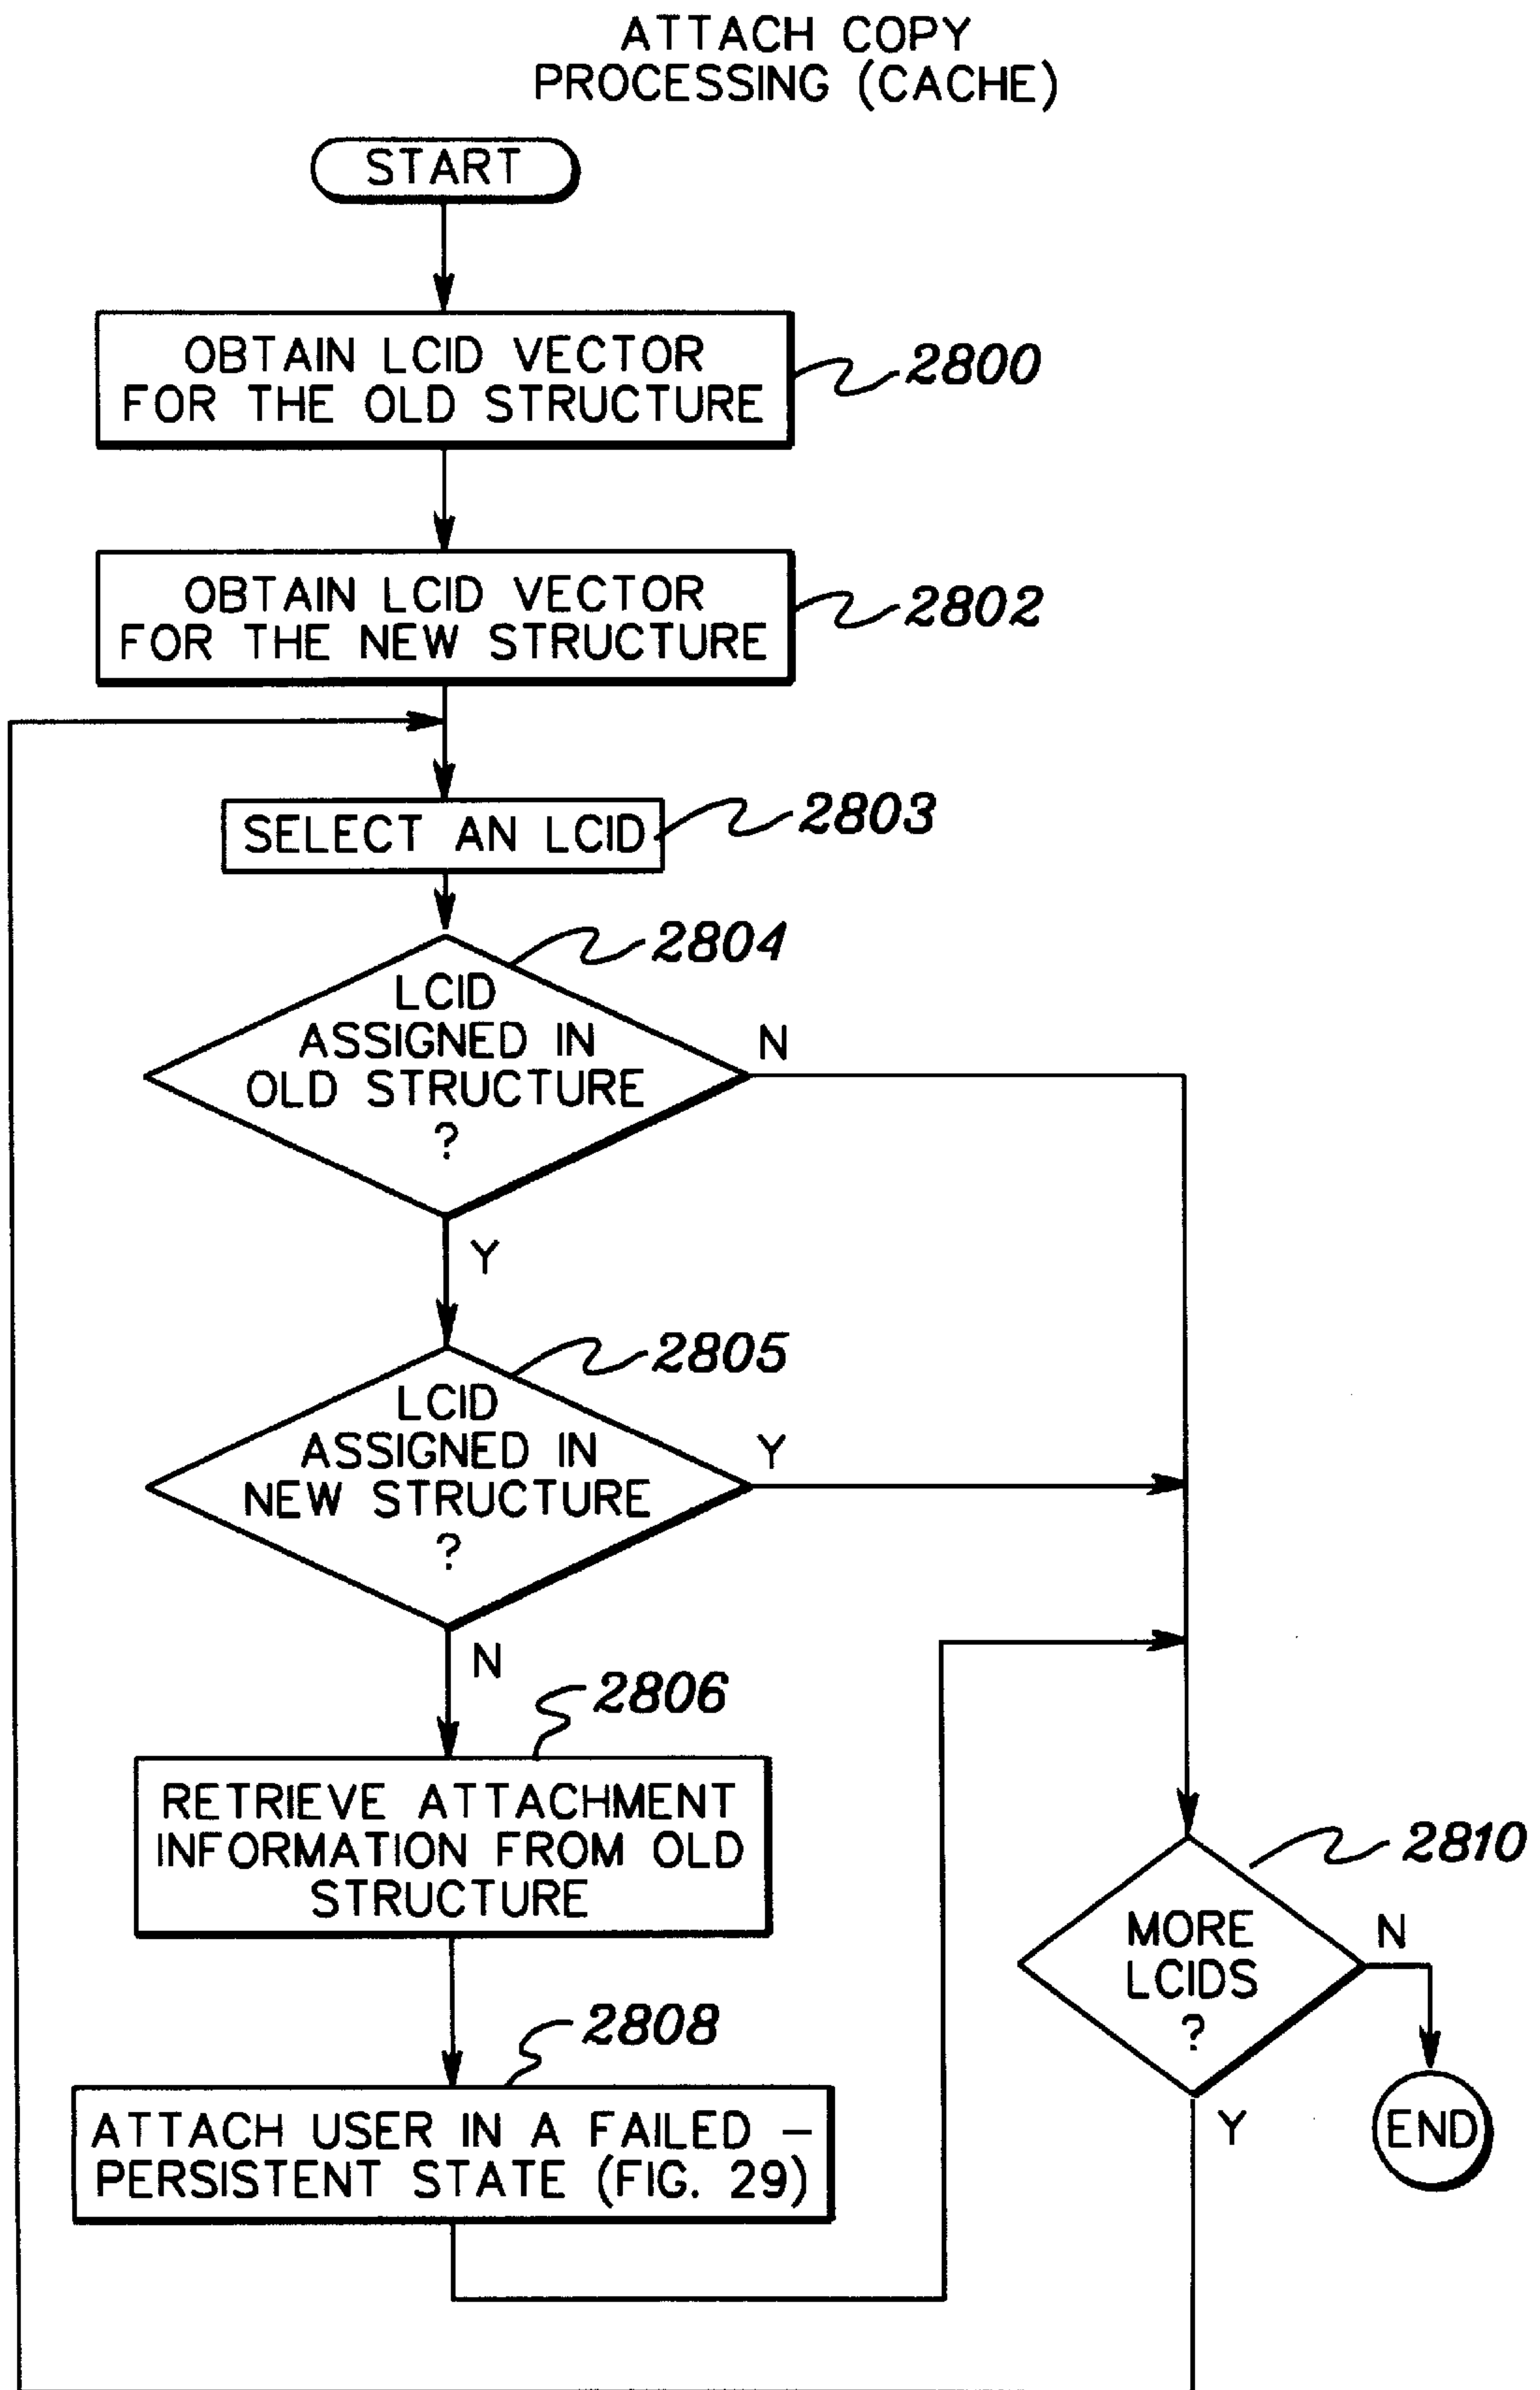 ATTACH COPY
PROCESSING (CACHE)
START
OBTAIN LCID VECTOR
FOR THE OLD STRUCTURE
2800
OBTAIN LCID VECTOR
FOR THE NEW STRUCTURE
2802
SELECT AN LCID
2803
2804
LCID
ASSIGNED IN
OLD STRUCTURE
?
N
Y
2805
LCID
ASSIGNED IN
NEW STRUCTURE
?
Y
N
2806
RETRIEVE ATTACHMENT
INFORMATION FROM OLD
STRUCTURE
2808
ATTACH USER IN A FAILED –
PERSISTENT STATE (FIG. 29)
2810
MORE
LCIDS
?
N
Y
END